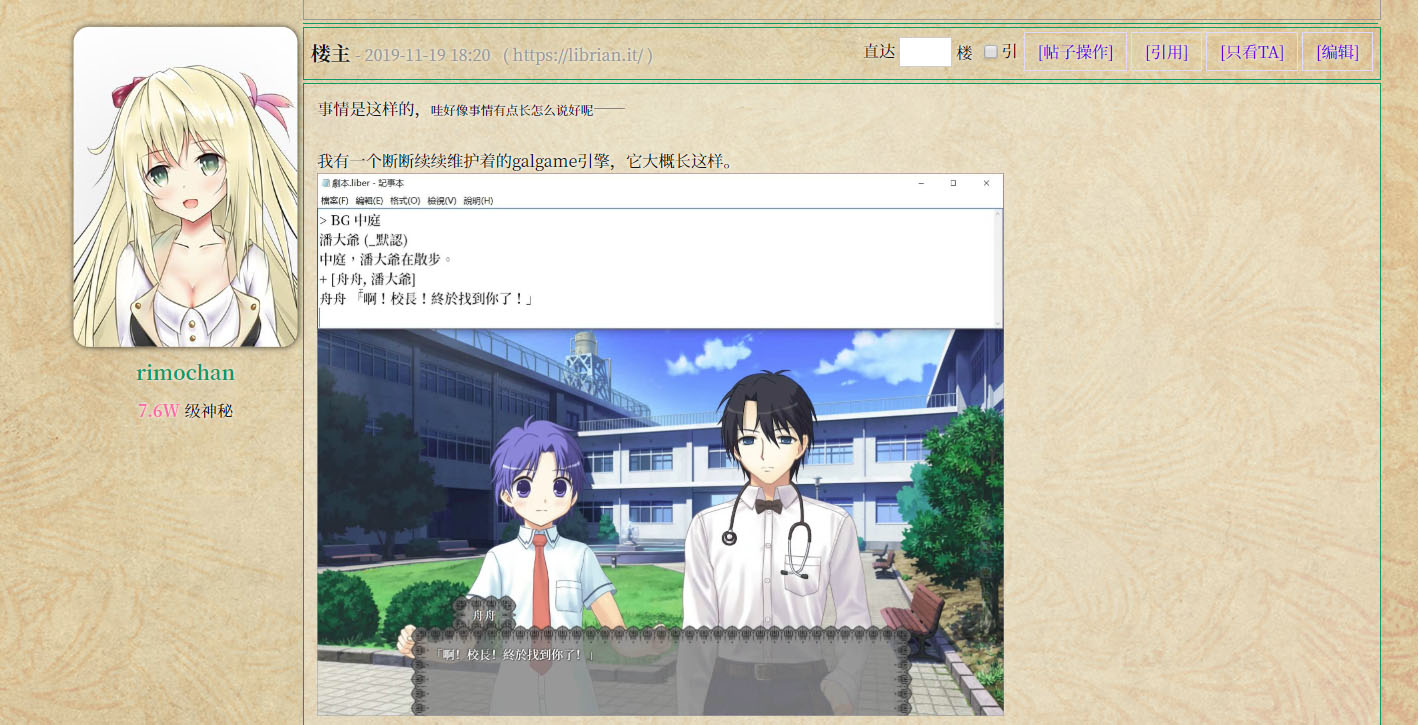 楼主 - 2019-11-19 18:20 ( https://librian.it/ )
直达 楼 引 [帖子操作] [引用] [只看TA] [编辑]
rimochan
7.6W 级神秘
事情是这样的，哇好像事情有点长怎么说好呢——
我有一个断断续续维护着的galgame引擎，它大概长这样。
劇本.liber - 記事本
檔案(F) 編輯(E) 格式(O) 檢視(V) 說明(H)
> BG 中庭
潘大爺 (_默認)
中庭，潘大爺在散步。
+ [舟舟, 潘大爺]
舟舟 「啊！校長！終於找到你了！」
舟舟
「啊！校長！終於找到你了！」